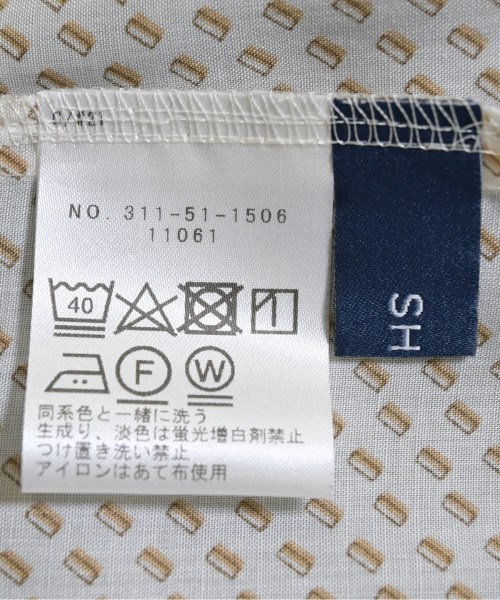 NO. 311-51-1506
11061
40
F W
同系色と一緒に洗う
生成り、淡色は蛍光増白剤禁止
つけ置き洗い禁止
アイロンはあて布使用
SH